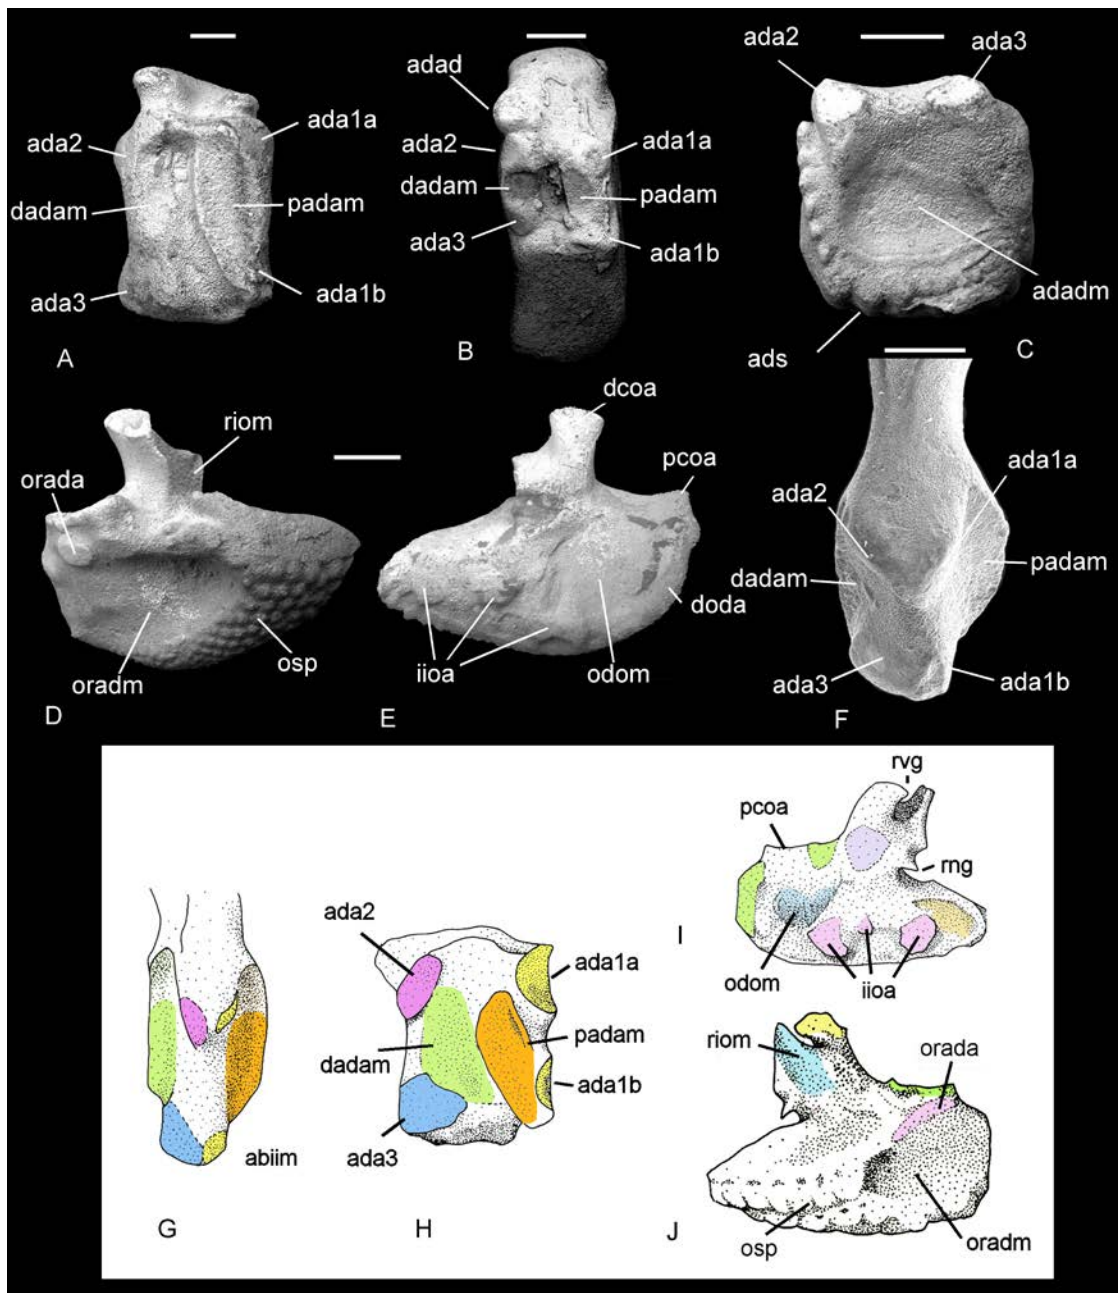 ada2
ada1a
dadam
padam
ada3
ada1b
A
adad
ada2
ada1a
dadam
padam
ada3
ada1b
B
ada2
ada3
adadm
ads
C
riom
orada
oradm
osp
D
dcoa
pcoa
doda
iioa
odom
E
ada1a
ada2
dadam
padam
ada3
ada1b
F
abiim
G
ada2
ada1a
dadam
padam
ada1b
ada3
H
rvg
pcoa
rng
I
odom
iioa
riom
orada
J
osp
oradm